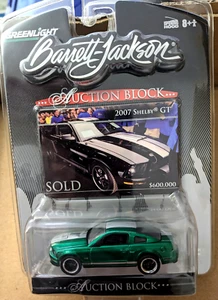 GREENLIGHT
8+
Barrett-Jackson
AUCTION BLOCK
2007 SHELBY® GT
SOLD
$600,000
AUCTION BLOCK